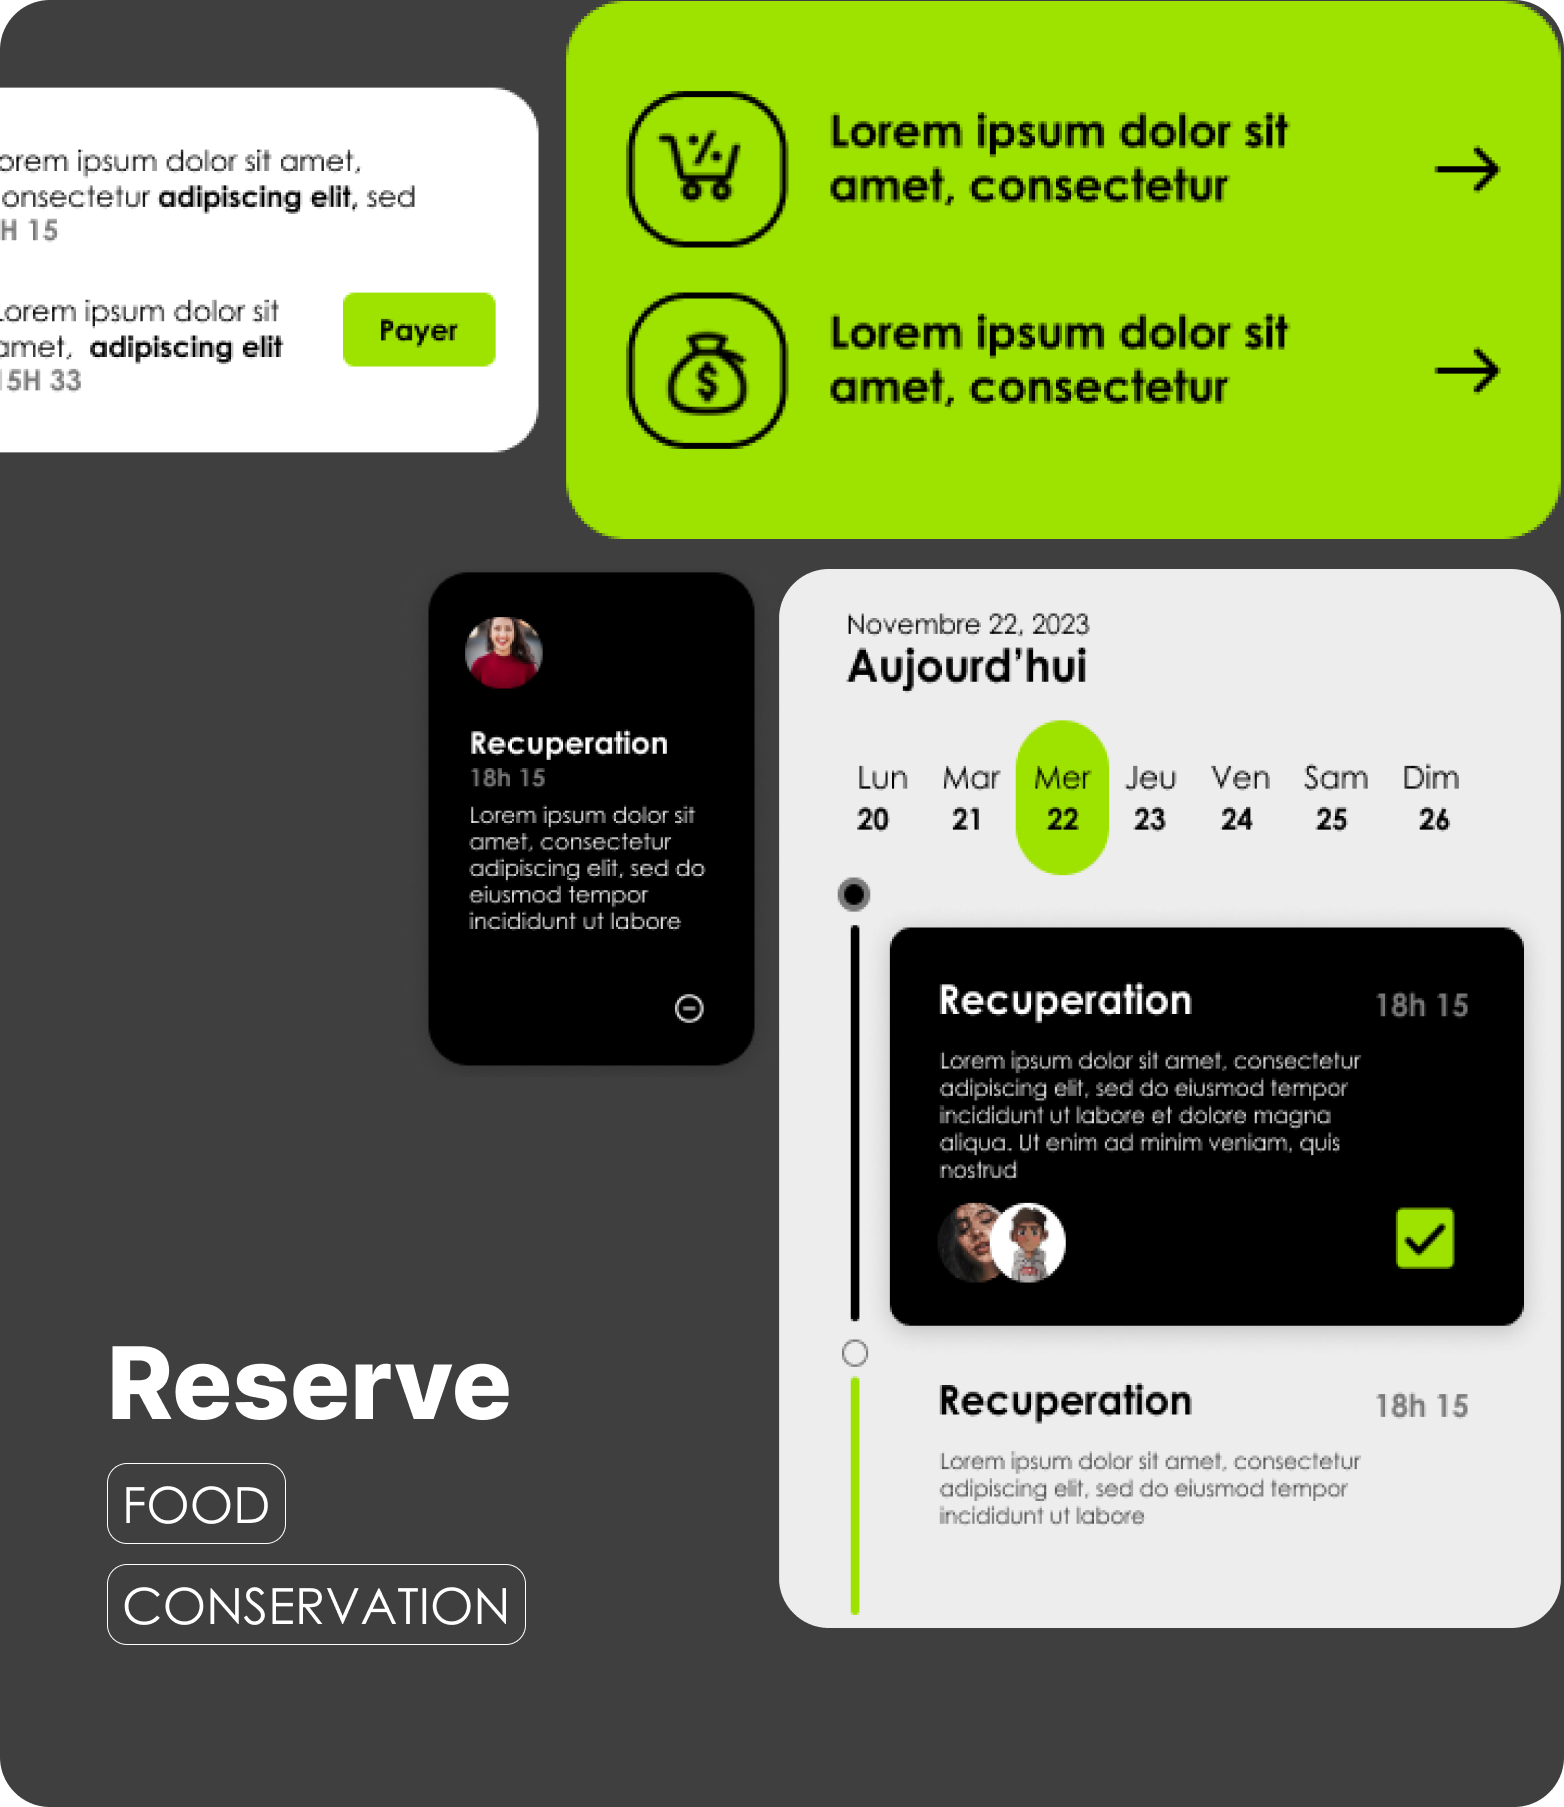 orem ipsum dolor sit amet,
onsectetur adipiscing elit, sed
H 15
Lorem ipsum dolor sit
amet, adipiscing elit
15H 33
Payer
Lorem ipsum dolor sit
amet, consectetur
Lorem ipsum dolor sit
amet, consectetur
Recuperation
18h 15
Lorem ipsum dolor sit
amet, consectetur
adipiscing elit, sed do
eiusmod tempor
incididunt ut labore
Novembre 22, 2023
Aujourd’hui
Lun Mar Mer Jeu Ven Sam Dim
20 21 22 23 24 25 26
Recuperation 18h 15
Lorem ipsum dolor sit amet, consectetur
adipiscing elit, sed do eiusmod tempor
incididunt ut labore et dolore magna
aliqua. Ut enim ad minim veniam, quis
nostrud
Recuperation 18h 15
Lorem ipsum dolor sit amet, consectetur
adipiscing elit, sed do eiusmod tempor
incididunt ut labore
Reserve
FOOD
CONSERVATION